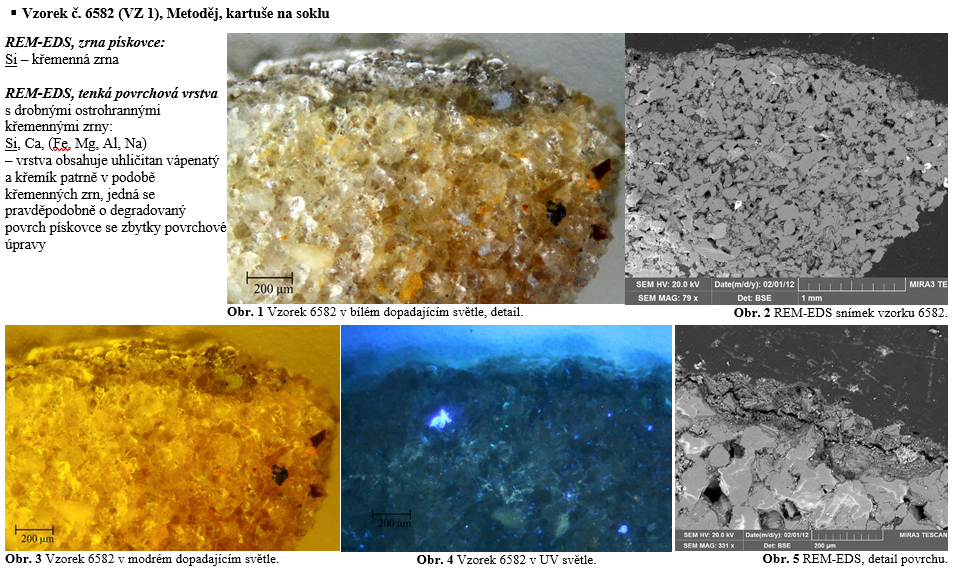 ▪ Vzorek č. 6582 (VZ 1), Metoděj, kartuše na soklu
REM-EDS, zrna pískovce:
Si – křemenná zrna
REM-EDS, tenká povrchová vrstva
s drobnými ostrohrannými
křemennými zrny:
Si, Ca, (Fe, Mg, Al, Na)
– vrstva obsahuje uhličitan vápenatý
a křemík patrně v podobě
křemenných zrn, jedná se
pravděpodobně o degradovaný
povrch pískovce se zbytky povrchové
úpravy
200 µm
Obr. 1 Vzorek 6582 v bílém dopadajícím světle, detail.
SEM HV: 20.0 kV Date(m/d/y): 02/01/12 MIRA3 TE
SEM MAG: 79 x Det: BSE 1 mm
Obr. 2 REM-EDS snímek vzorku 6582.
200 µm
Obr. 3 Vzorek 6582 v modrém dopadajícím světle.
200 µm
Obr. 4 Vzorek 6582 v UV světle.
SEM HV: 20.0 kV Date(m/d/y): 02/01/12 MIRA3 TESCAN
SEM MAG: 331 x Det: BSE 200 µm
Obr. 5 REM-EDS, detail povrchu.